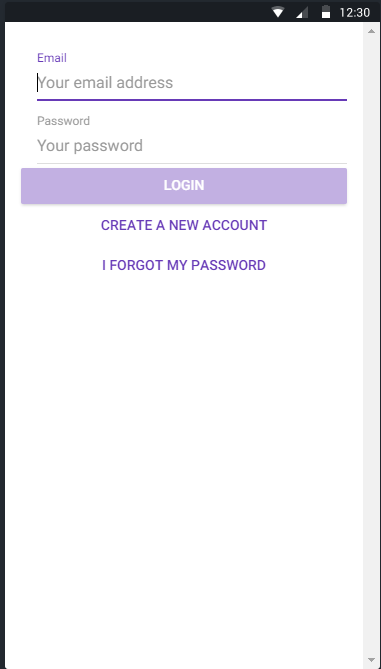 12:30
Email
Your email address
Password
Your password
LOGIN
CREATE A NEW ACCOUNT
I FORGOT MY PASSWORD